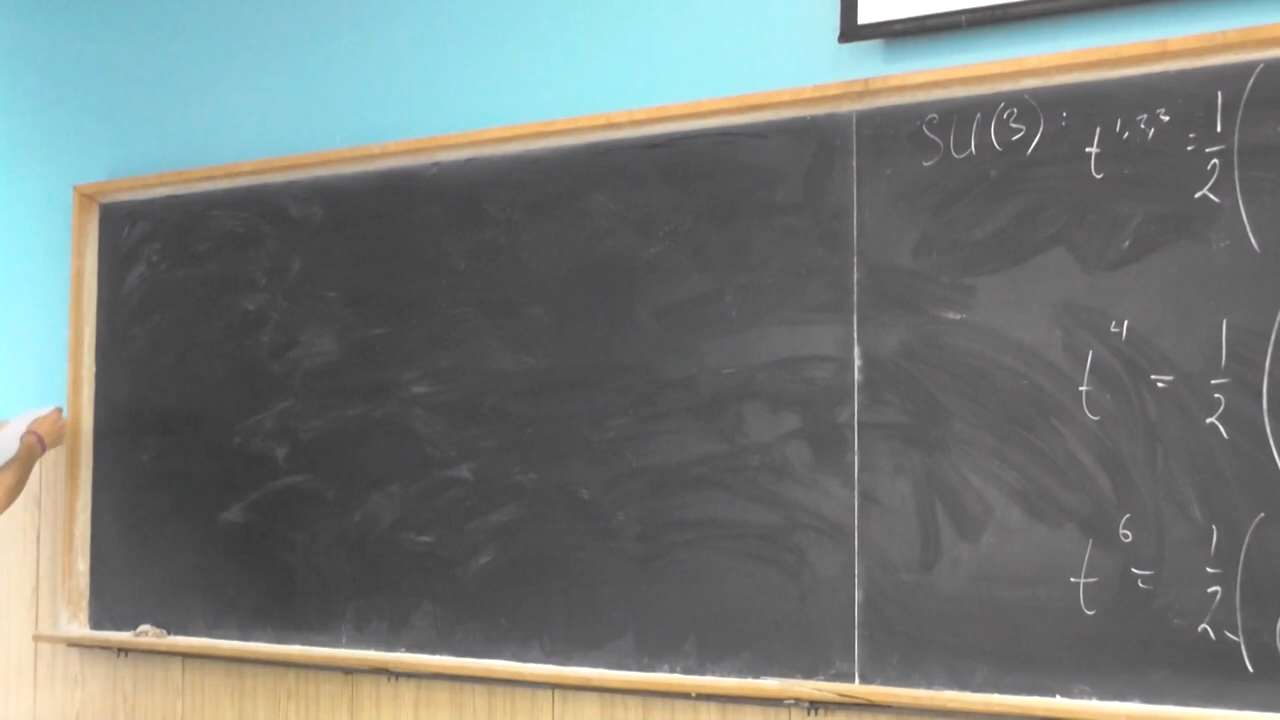 SU(3): t^{1,2,3} = 1/2 (
t^4 = 1/2 (
t^6 = 1/2 (